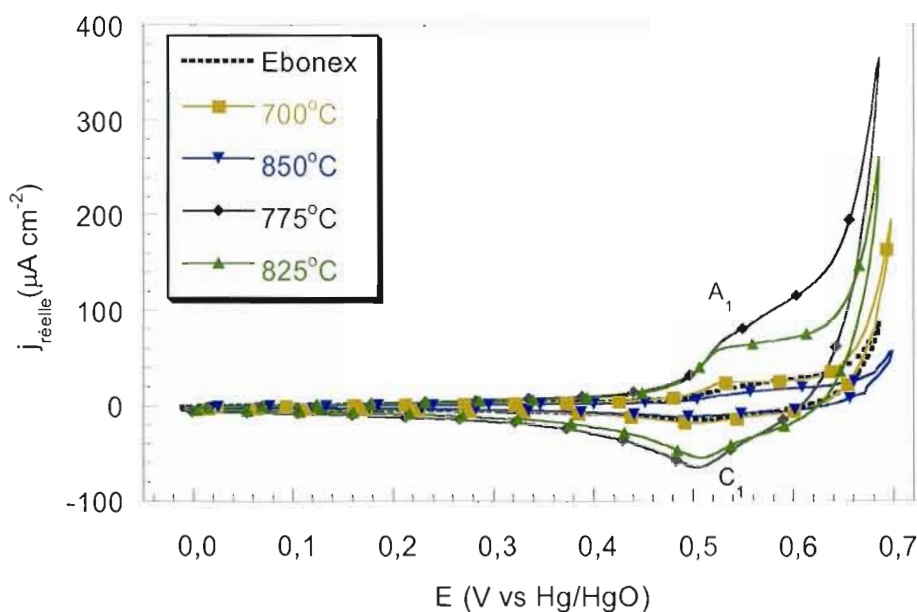 400
300
200
100
0
-100
j réelle (µA cm-2)
Ebonex
700°C
850°C
775°C
825°C
A1
C1
0,0 0,1 0,2 0,3 0,4 0,5 0,6 0,7
E (V vs Hg/HgO)